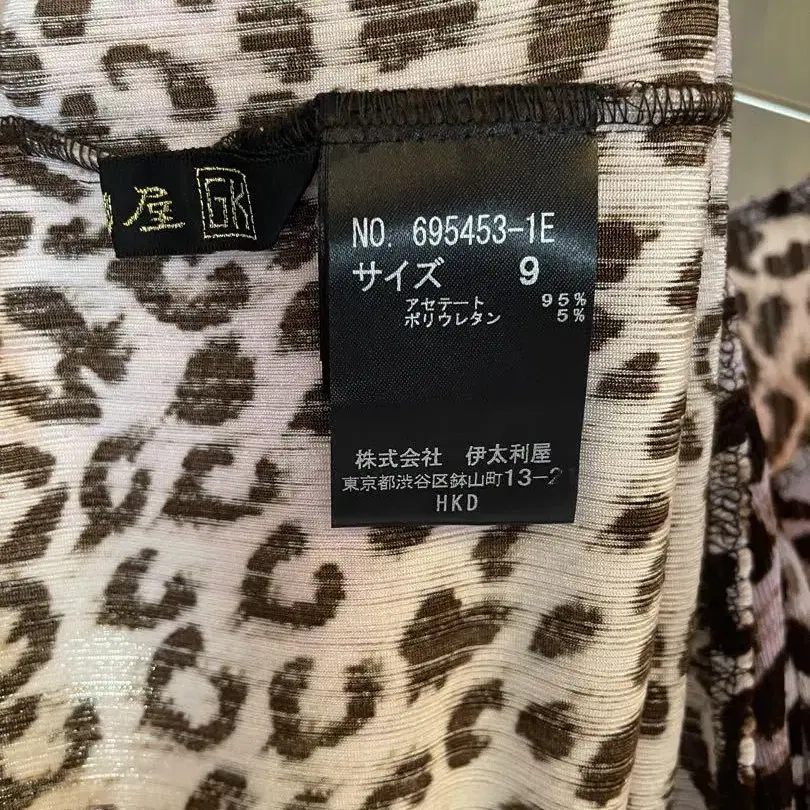 屋 GK
NO. 695453-1E
サイズ 9
アセテート 95%
ポリウレタン 5%
株式会社 伊太利屋
東京都渋谷区鉢山町13-2
HKD